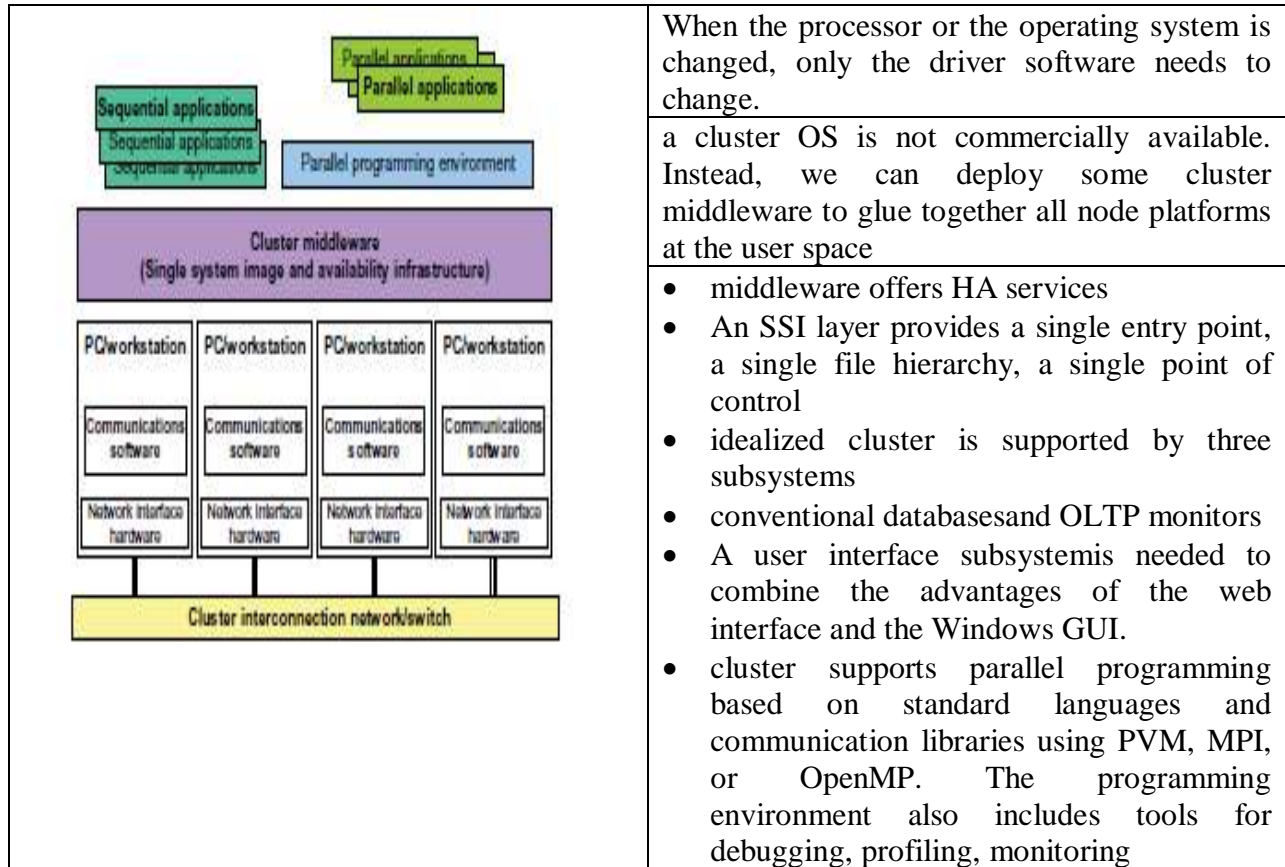 Parallel applications
Parallel applications
Sequential applications
Sequential applications
Sequential applications
Parallel programming environment
Cluster middleware
(Single system image and availability infrastructure)
PC/workstation PC/workstation PC/workstation PC/workstation
Communications Communications Communications Communications
software software software software
Network interface Network interface Network interface Network interface
hardware hardware hardware hardware
Cluster interconnection network/switch
When the processor or the operating system is
changed, only the driver software needs to
change.
a cluster OS is not commercially available.
Instead, we can deploy some cluster
middleware to glue together all node platforms
at the user space
• middleware offers HA services
• An SSI layer provides a single entry point,
a single file hierarchy, a single point of
control
• idealized cluster is supported by three
subsystems
• conventional databasesand OLTP monitors
• A user interface subsystemis needed to
combine the advantages of the web
interface and the Windows GUI.
• cluster supports parallel programming
based on standard languages and
communication libraries using PVM, MPI,
or OpenMP. The programming
environment also includes tools for
debugging, profiling, monitoring